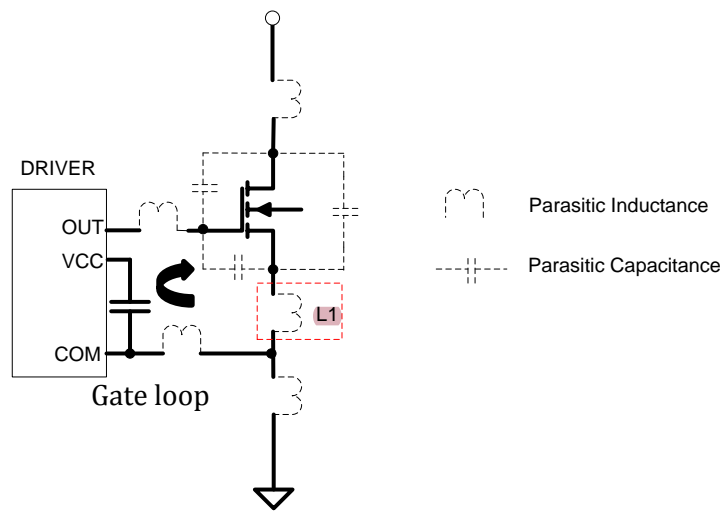 DRIVER
OUT
VCC
COM
Gate loop
L1
Parasitic Inductance
Parasitic Capacitance